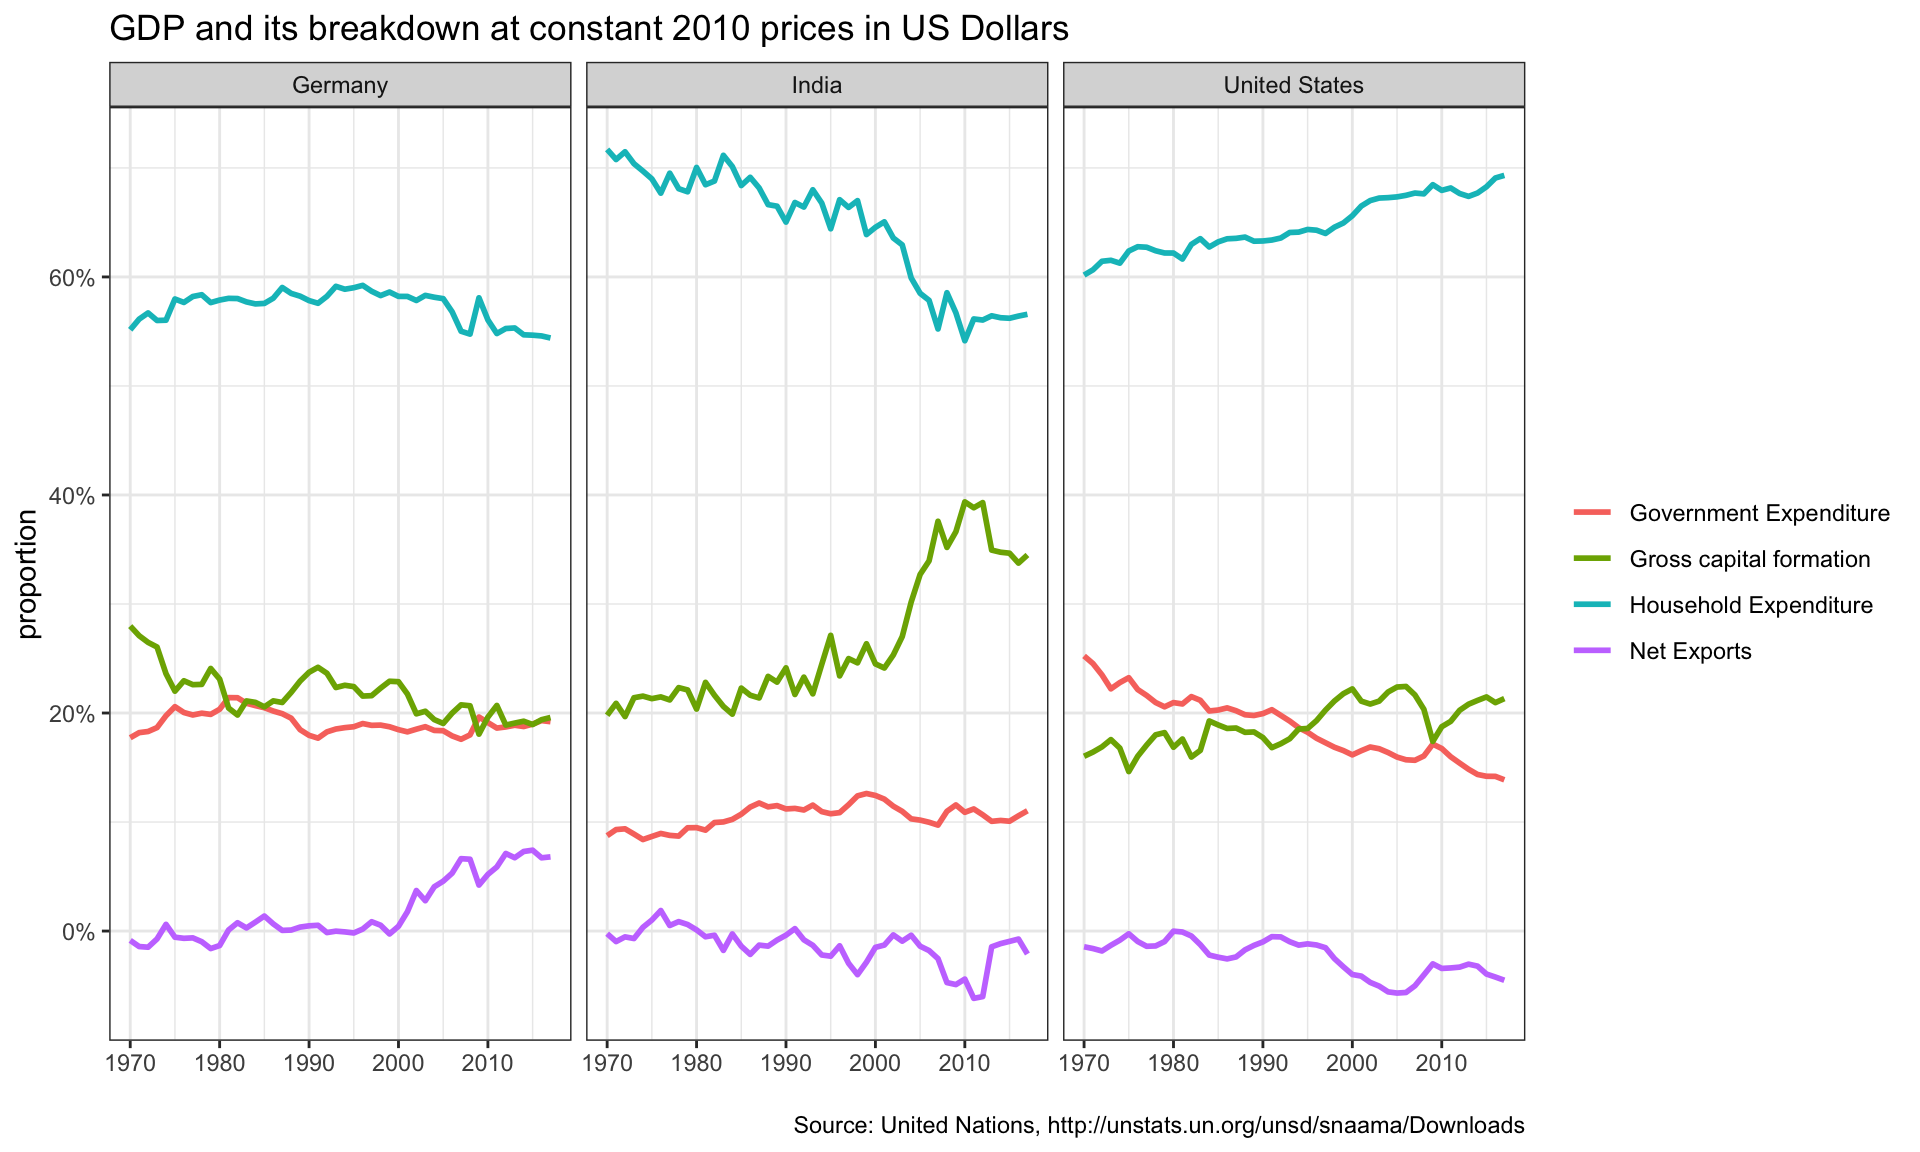 GDP and its breakdown at constant 2010 prices in US Dollars
Germany India United States
60%
40%
20%
0%
proportion
1970 1980 1990 2000 2010 1970 1980 1990 2000 2010 1970 1980 1990 2000 2010
Government Expenditure
Gross capital formation
Household Expenditure
Net Exports
Source: United Nations, http://unstats.un.org/unsd/snaama/Downloads